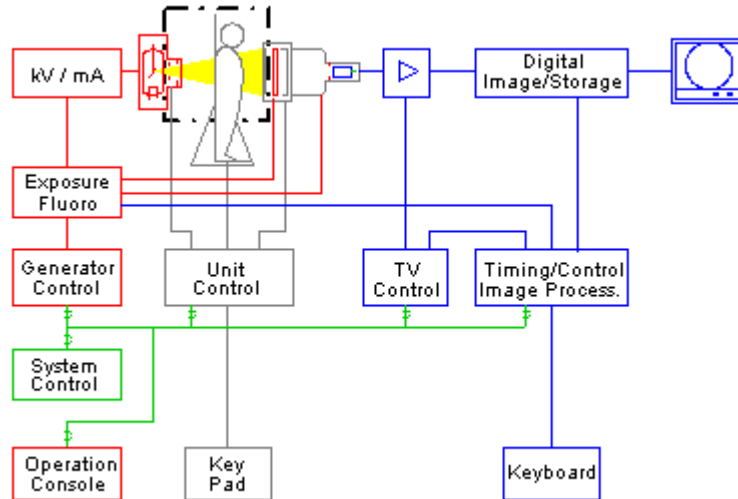 kV / mA
Digital
Image/Storage
Exposure
Fluoro
Generator
Control
Unit
Control
TV
Control
Timing/Control
Image Process.
System
Control
Operation
Console
Key
Pad
Keyboard